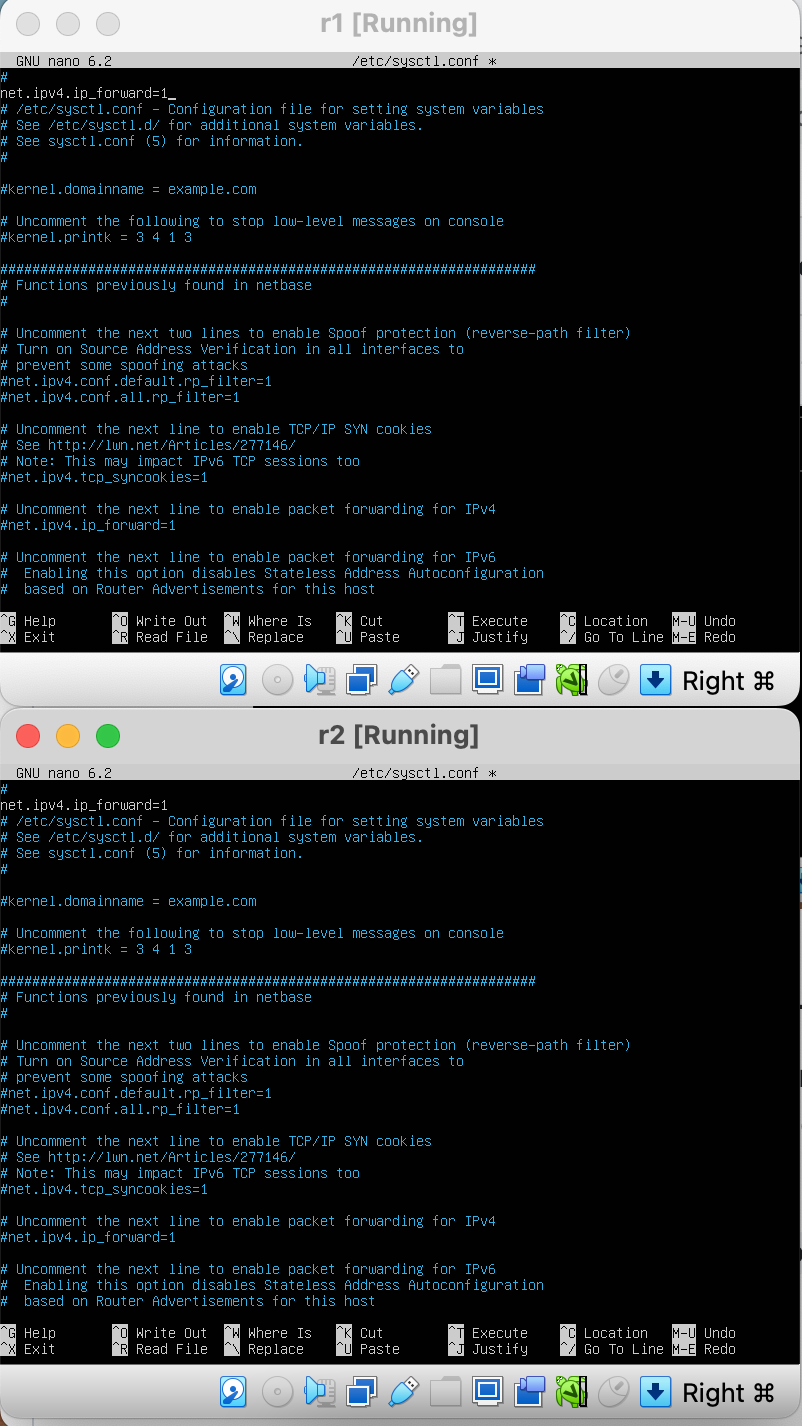 r1 [Running]
GNU nano 6.2 /etc/sysctl.conf *
#
net.ipv4.ip_forward=1_
# /etc/sysctl.conf - Configuration file for setting system variables
# See /etc/sysctl.d/ for additional system variables.
# See sysctl.conf (5) for information.
#
#kernel.domainname = example.com
# Uncomment the following to stop low-level messages on console
#kernel.printk = 3 4 1 3
###################################################################
# Functions previously found in netbase
#
# Uncomment the next two lines to enable Spoof protection (reverse-path filter)
# Turn on Source Address Verification in all interfaces to
# prevent some spoofing attacks
#net.ipv4.conf.default.rp_filter=1
#net.ipv4.conf.all.rp_filter=1
# Uncomment the next line to enable TCP/IP SYN cookies
# See http://lwn.net/Articles/277146/
# Note: This may impact IPv6 TCP sessions too
#net.ipv4.tcp_syncookies=1
# Uncomment the next line to enable packet forwarding for IPv4
#net.ipv4.ip_forward=1
# Uncomment the next line to enable packet forwarding for IPv6
#  Enabling this option disables Stateless Address Autoconfiguration
#  based on Router Advertisements for this host
^G Help ^O Write Out ^W Where Is ^K Cut ^T Execute ^C Location M-U Undo
^X Exit ^R Read File ^\ Replace ^U Paste ^J Justify ^/ Go To Line M-E Redo
Right ⌘
r2 [Running]
GNU nano 6.2 /etc/sysctl.conf *
#
net.ipv4.ip_forward=1
# /etc/sysctl.conf - Configuration file for setting system variables
# See /etc/sysctl.d/ for additional system variables.
# See sysctl.conf (5) for information.
#
#kernel.domainname = example.com
# Uncomment the following to stop low-level messages on console
#kernel.printk = 3 4 1 3
###################################################################
# Functions previously found in netbase
#
# Uncomment the next two lines to enable Spoof protection (reverse-path filter)
# Turn on Source Address Verification in all interfaces to
# prevent some spoofing attacks
#net.ipv4.conf.default.rp_filter=1
#net.ipv4.conf.all.rp_filter=1
# Uncomment the next line to enable TCP/IP SYN cookies
# See http://lwn.net/Articles/277146/
# Note: This may impact IPv6 TCP sessions too
#net.ipv4.tcp_syncookies=1
# Uncomment the next line to enable packet forwarding for IPv4
#net.ipv4.ip_forward=1
# Uncomment the next line to enable packet forwarding for IPv6
#  Enabling this option disables Stateless Address Autoconfiguration
#  based on Router Advertisements for this host
^G Help ^O Write Out ^W Where Is ^K Cut ^T Execute ^C Location M-U Undo
^X Exit ^R Read File ^\ Replace ^U Paste ^J Justify ^/ Go To Line M-E Redo
Right ⌘